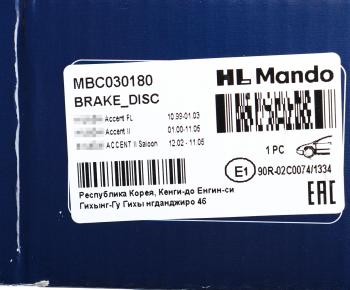 MBC030180
HL Mando
BRAKE_DISC
Accent FL 10.99-01.03
Accent II 01.00-11.05
ACCENT II Saloon 12.02 - 11.05
1 PC
E1 90R-02C0074/1334
Республика Корея, Кенги-до Енгин-си
Гихынг-Гу Гихы нгданджиро 46
EAC